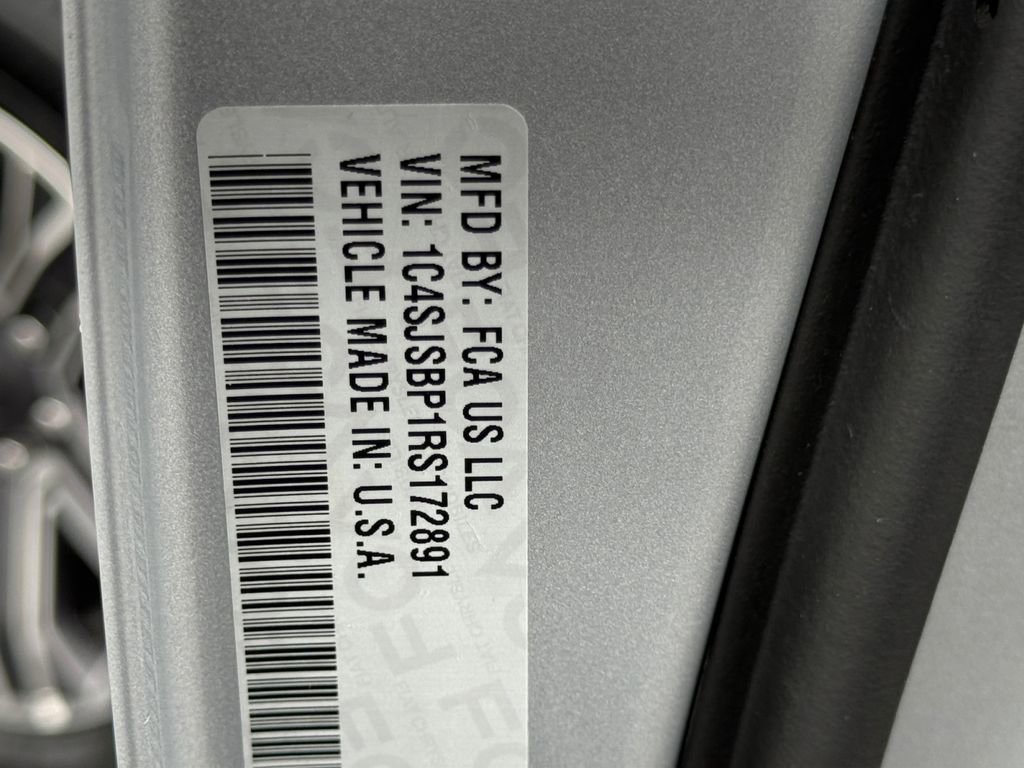 MFD BY: FCA US LLC
VIN: 1C4SJSBP1RS172891
VEHICLE MADE IN: U.S.A.